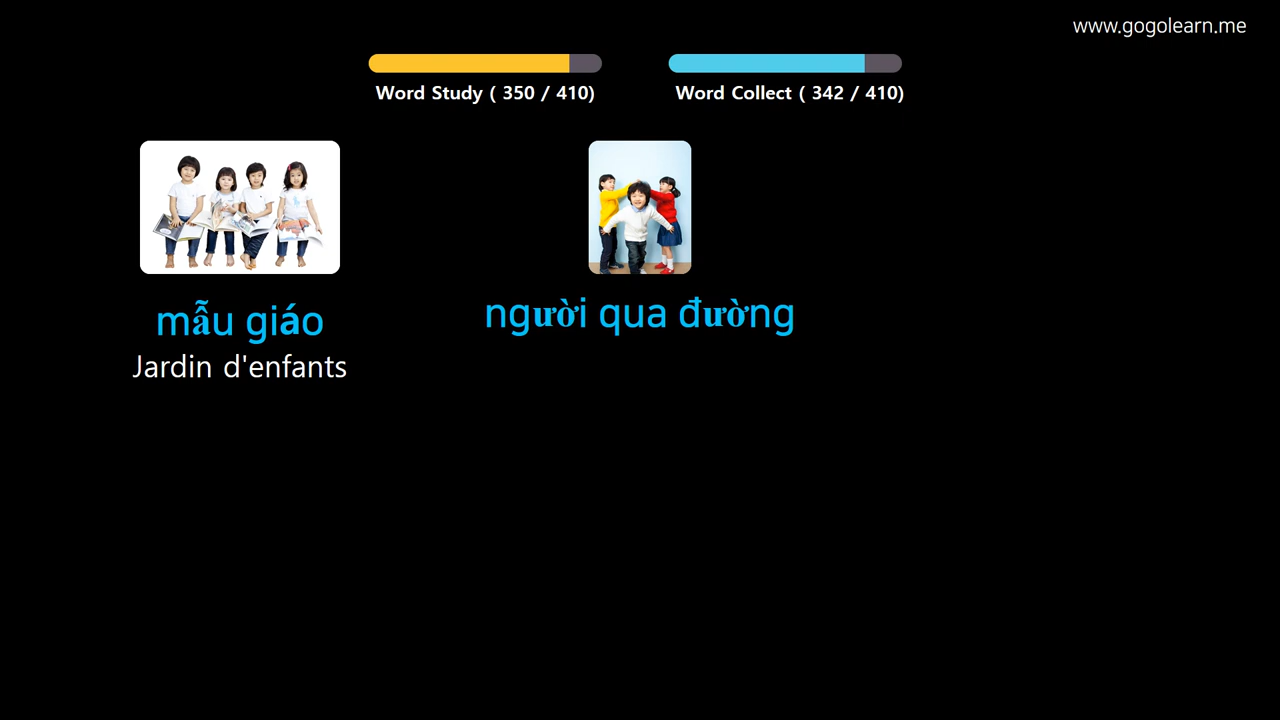 www.gogolearn.me
Word Study ( 350 / 410)
Word Collect ( 342 / 410)
mẫu giáo
người qua đường
Jardin d'enfants